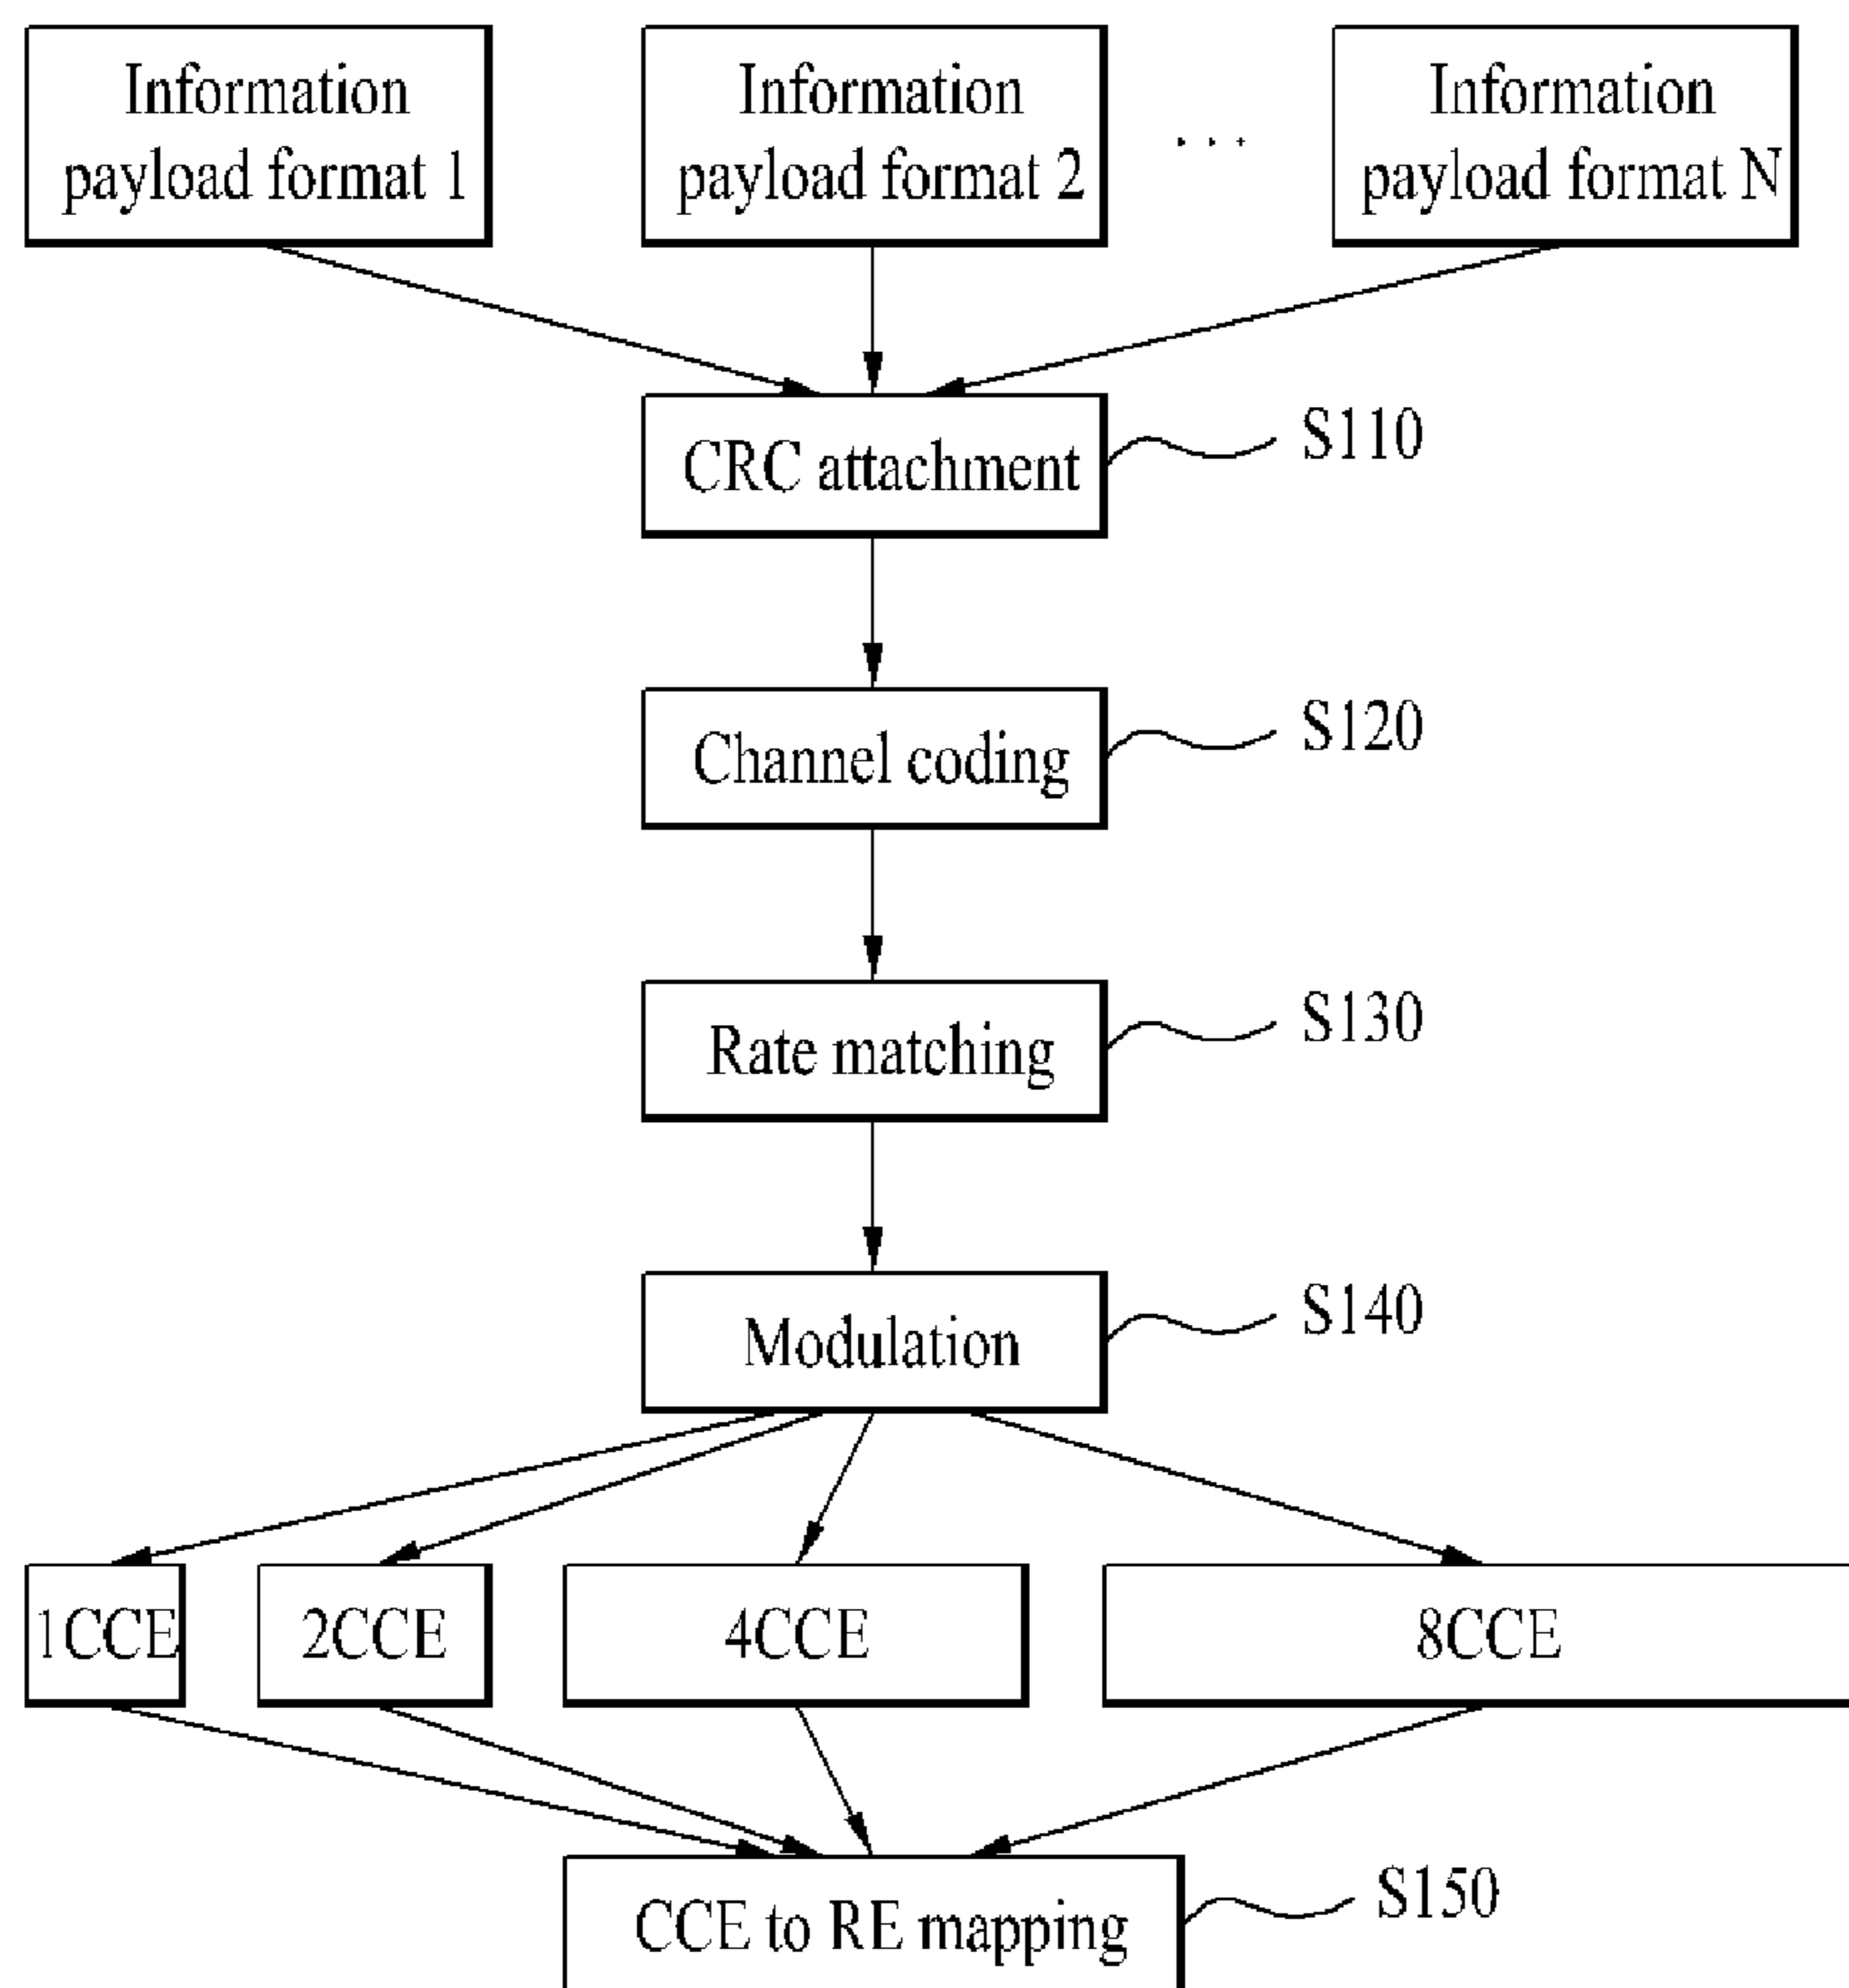 Information
payload format 1
Information
payload format 2
. . .
Information
payload format N
CRC attachment
S110
Channel coding
S120
Rate matching
S130
Modulation
S140
1CCE
2CCE
4CCE
8CCE
CCE to RE mapping
S150